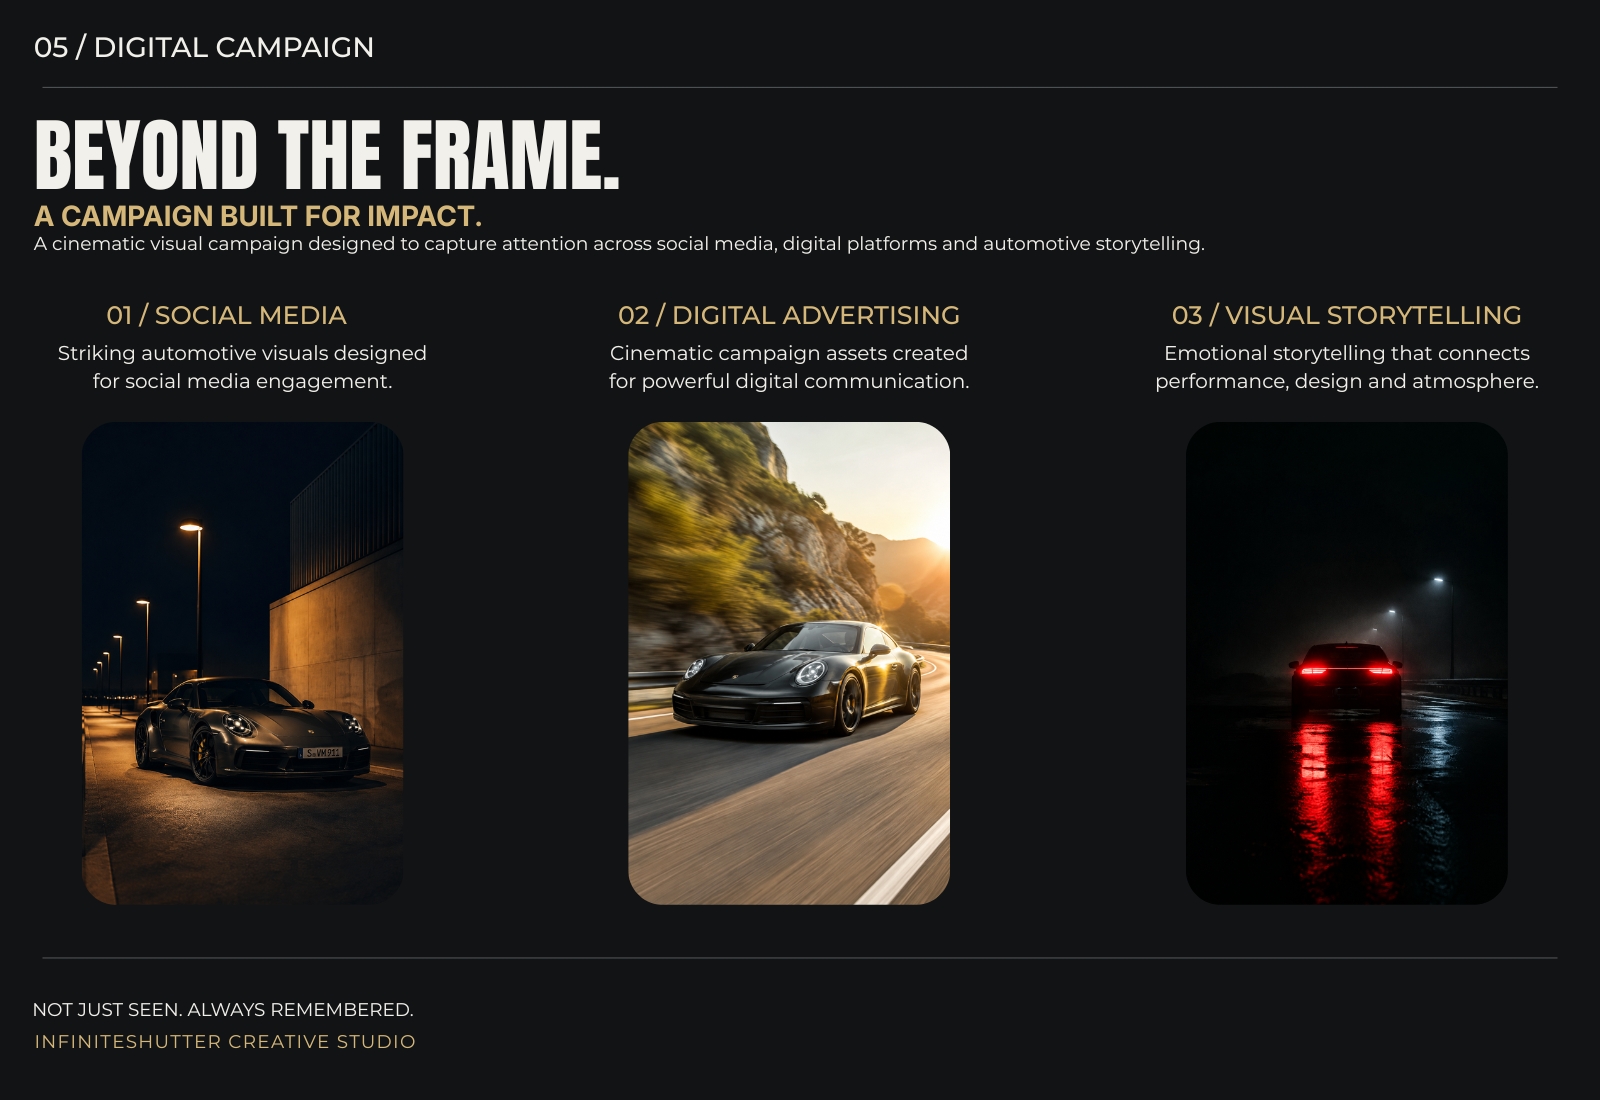 05 / DIGITAL CAMPAIGN
BEYOND THE FRAME.
A CAMPAIGN BUILT FOR IMPACT.
A cinematic visual campaign designed to capture attention across social media, digital platforms and automotive storytelling.
01 / SOCIAL MEDIA
Striking automotive visuals designed
for social media engagement.
02 / DIGITAL ADVERTISING
Cinematic campaign assets created
for powerful digital communication.
03 / VISUAL STORYTELLING
Emotional storytelling that connects
performance, design and atmosphere.
S VM 911
NOT JUST SEEN. ALWAYS REMEMBERED.
INFINITESHUTTER CREATIVE STUDIO